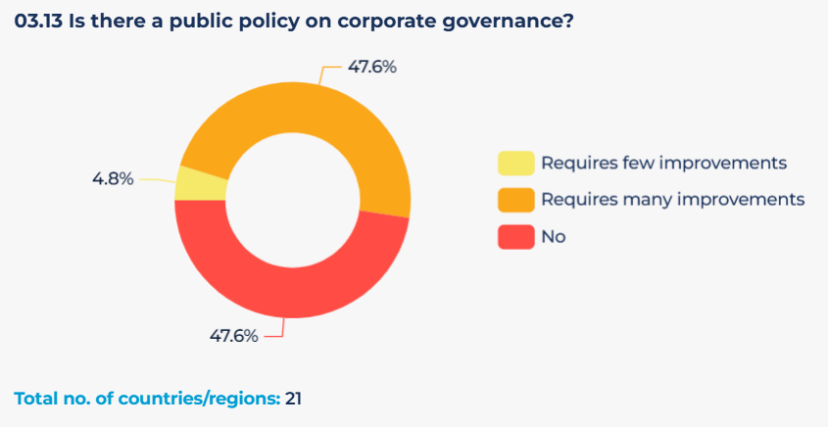 03.13 Is there a public policy on corporate governance?
47.6%
4.8%
Requires few improvements
Requires many improvements
No
47.6%
Total no. of countries/regions: 21